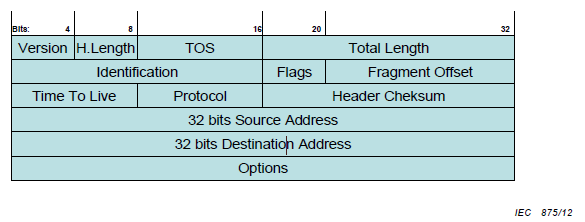 Bits: 4 8 16 20 32
Version H.Length TOS Total Length
Identification Flags Fragment Offset
Time To Live Protocol Header Cheksum
32 bits Source Address
32 bits Destination Address
Options
IEC 875/12